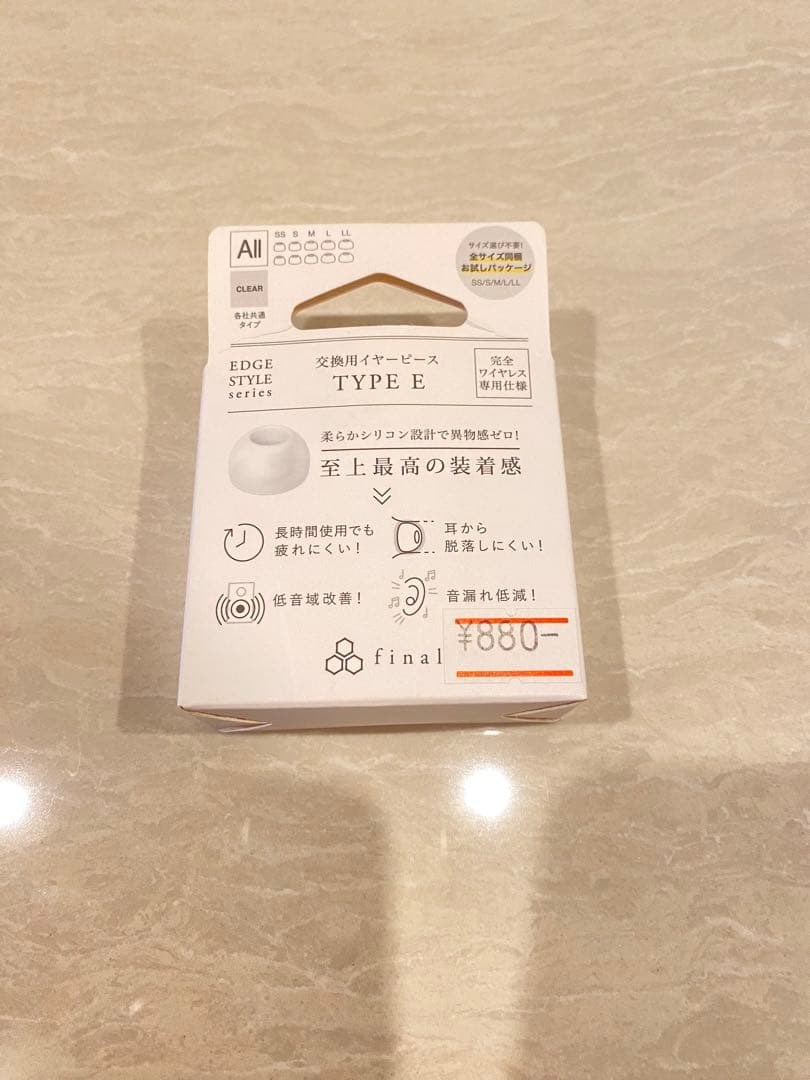 All
SS S M L LL
CLEAR
各社共通
タイプ
サイズ選び不要!
全サイズ同梱
お試しパッケージ
SS/S/M/L/LL
EDGE
STYLE
series
交換用イヤーピース
TYPE E
完全
ワイヤレス
専用仕様
柔らかシリコン設計で異物感ゼロ!
至上最高の装着感
長時間使用でも
疲れにくい!
耳から
脱落しにくい!
低音域改善!
音漏れ低減!
final
¥880-